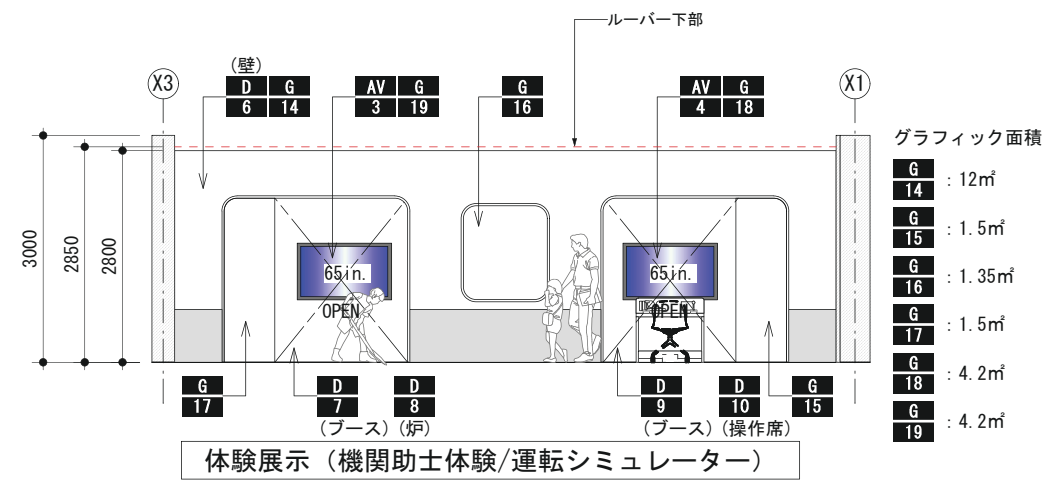 ルーバー下部
(壁)
X3
D 6
G 14
AV 3
G 19
G 16
AV 4
G 18
X1
3000
2850
2800
65in.
OPEN
65in.
OPEN
G 17
D 7
D 8
D 9
D 10
G 15
(ブース)(炉)
(ブース)(操作席)
体験展示（機関助士体験/運転シミュレーター）
グラフィック面積
G 14 : 12㎡
G 15 : 1.5㎡
G 16 : 1.35㎡
G 17 : 1.5㎡
G 18 : 4.2㎡
G 19 : 4.2㎡